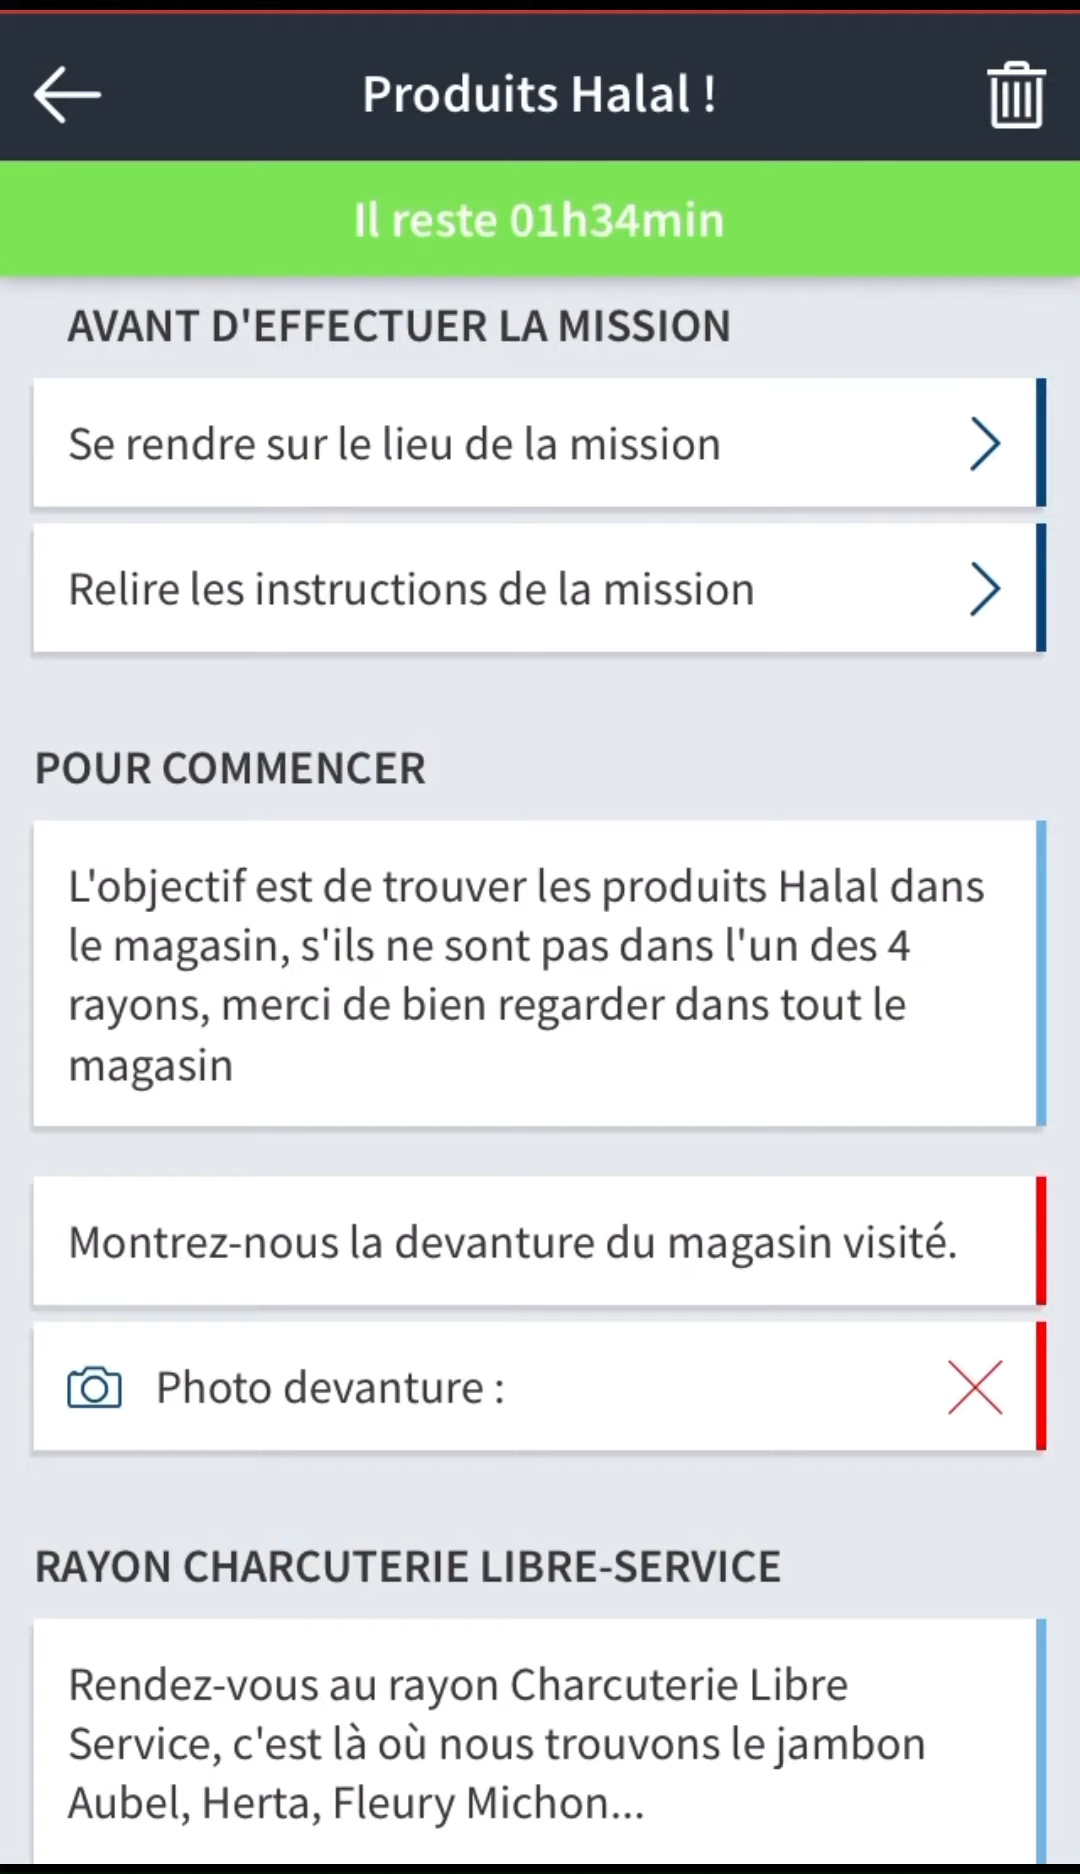 Produits Halal !
Il reste 01h34min
AVANT D'EFFECTUER LA MISSION
Se rendre sur le lieu de la mission
Relire les instructions de la mission
POUR COMMENCER
L'objectif est de trouver les produits Halal dans
le magasin, s'ils ne sont pas dans l'un des 4
rayons, merci de bien regarder dans tout le
magasin
Montrez-nous la devanture du magasin visité.
Photo devanture :
RAYON CHARCUTERIE LIBRE-SERVICE
Rendez-vous au rayon Charcuterie Libre
Service, c'est là où nous trouvons le jambon
Aubel, Herta, Fleury Michon...